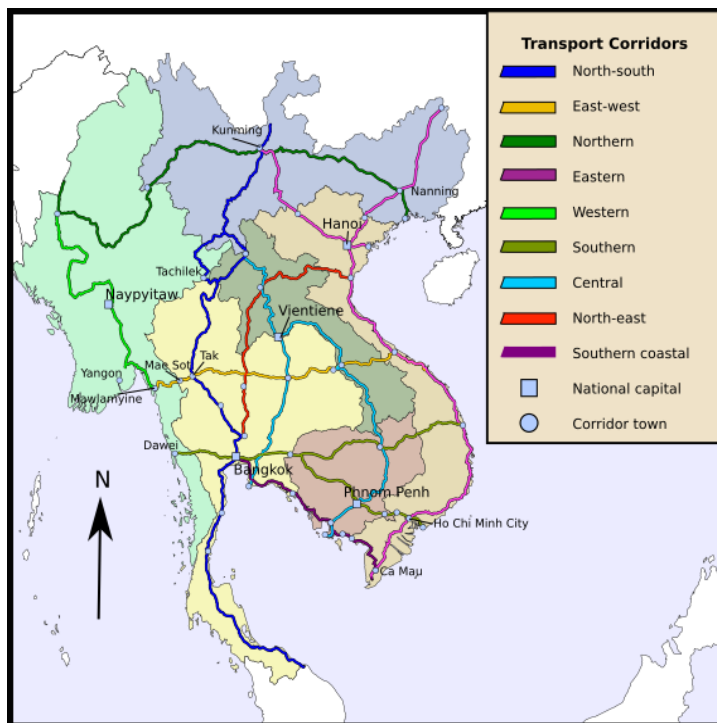 Transport Corridors
North-south
East-west
Northern
Eastern
Western
Southern
Central
North-east
Southern coastal
National capital
Corridor town
Kunming
Nanning
Hanoi
Tachilek
Naypyitaw
Vientiene
Tak
Mae Sot
Yangon
Mawlamyine
Dawei
Bangkok
Phnom Penh
Ho Chí Minh City
Ca Mau
N